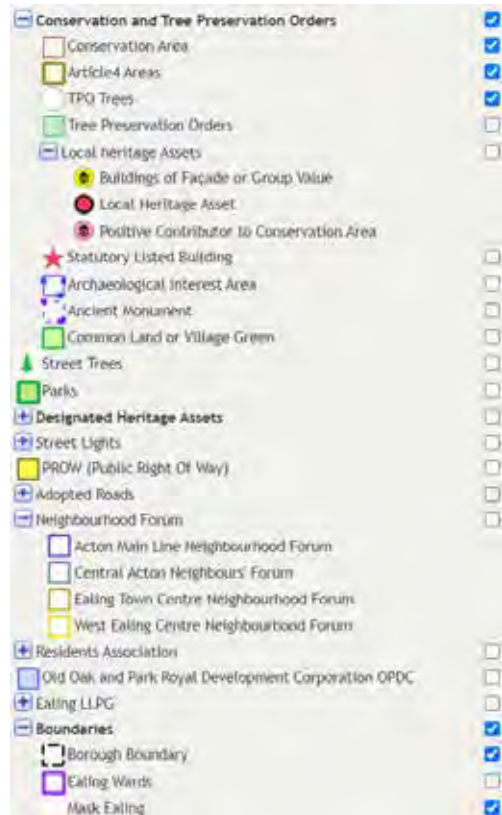 Conservation and Tree Preservation Orders
Conservation Area
Article4 Areas
TPO Trees
Tree Preservation Orders
Local heritage Assets
Buildings of Façade or Group Value
Local Heritage Asset
Positive Contributor to Conservation Area
Statutory Listed Building
Archaeological Interest Area
Ancient Monument
Common Land or Village Green
Street Trees
Parks
Designated Heritage Assets
Street Lights
PROW (Public Right Of Way)
Adopted Roads
Neighbourhood Forum
Acton Main Line Neighbourhood Forum
Central Acton Neighbours' Forum
Ealing Town Centre Neighbourhood Forum
West Ealing Centre Neighbourhood Forum
Residents Association
Old Oak and Park Royal Development Corporation OPDC
Ealing LLPG
Boundaries
Borough Boundary
Ealing Wards
Mask Ealing